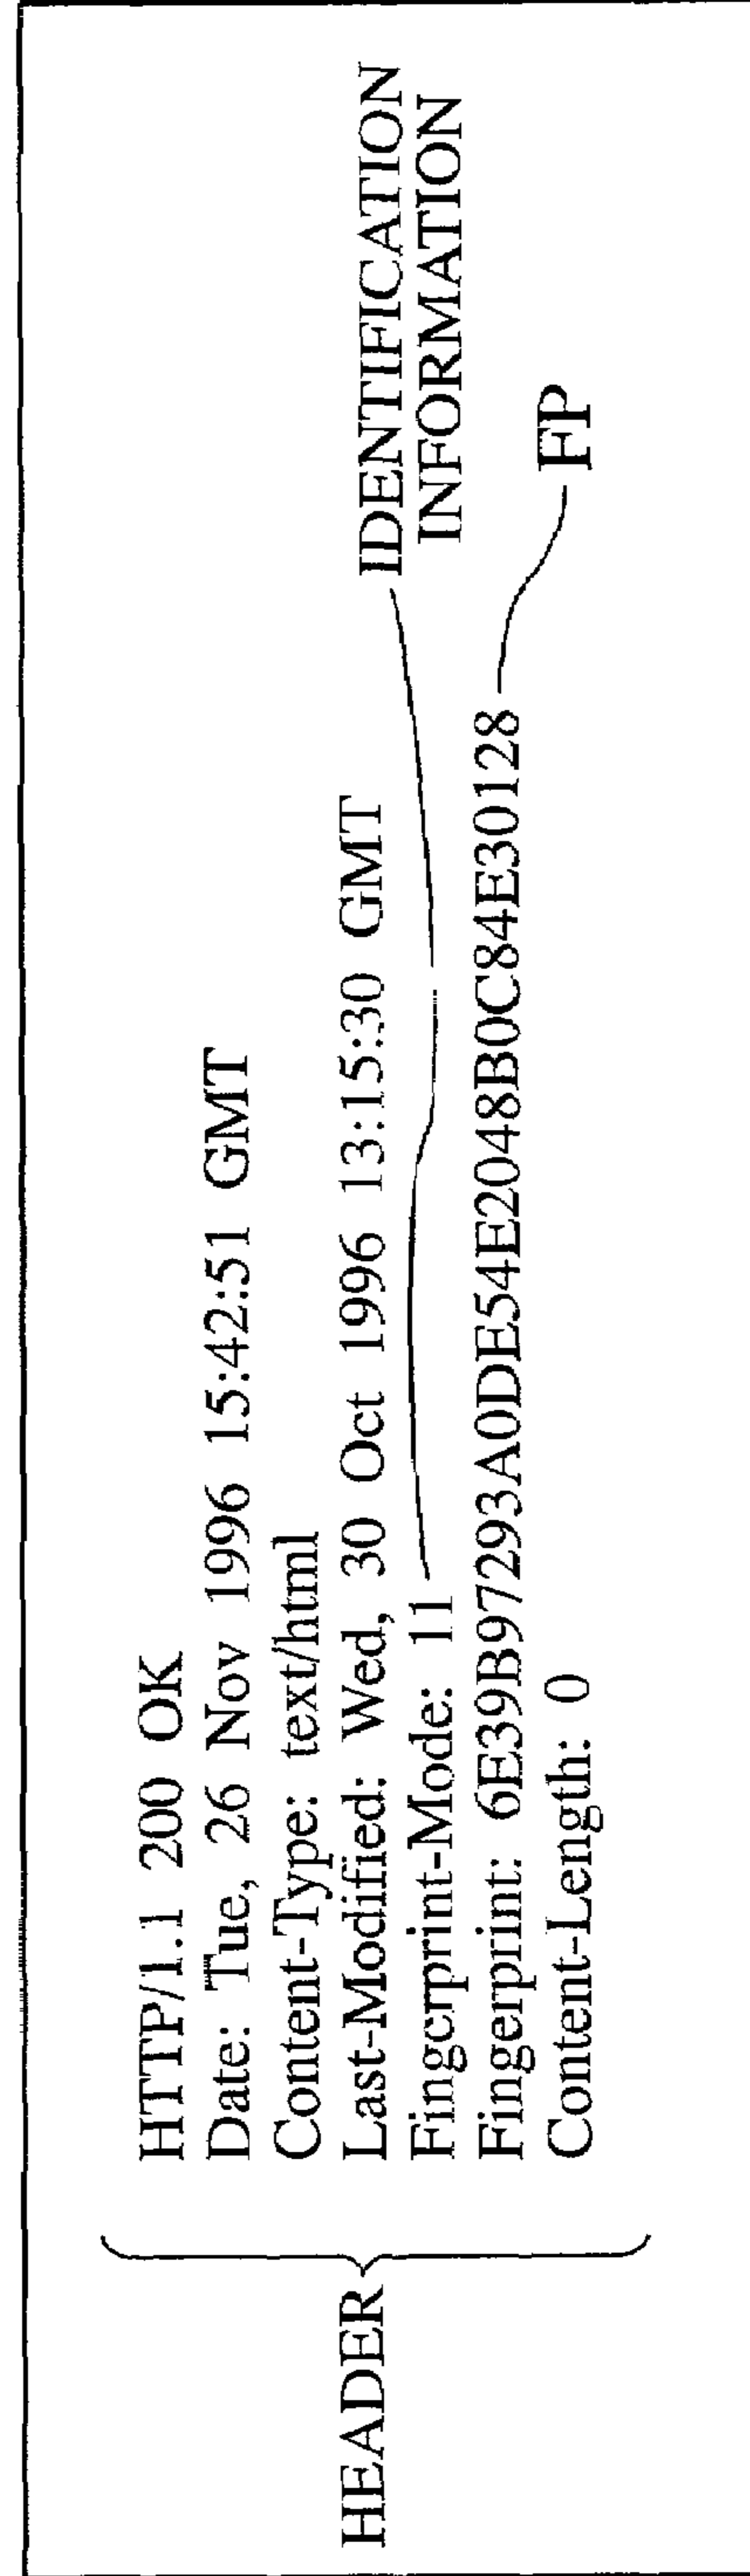 HEADER
HTTP/1.1 200 OK
Date: Tue, 26 Nov 1996 15:42:51 GMT
Content-Type: text/html
Last-Modified: Wed, 30 Oct 1996 13:15:30 GMT
Fingerprint-Mode: 11
IDENTIFICATION
INFORMATION
Fingerprint: 6E39B97293A0DE54E2048B0C84E30128
FP
Content-Length: 0